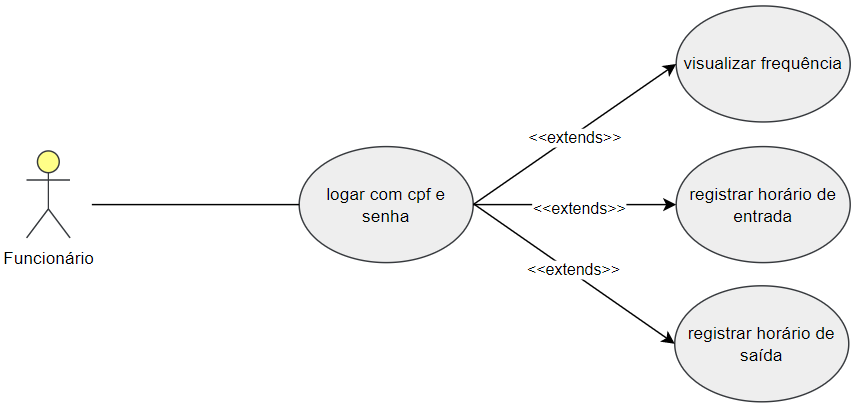 visualizar frequência
<<extends>>
logar com cpf e
senha
<<extends>>
registrar horário de
entrada
Funcionário
<<extends>>
registrar horário de
saída